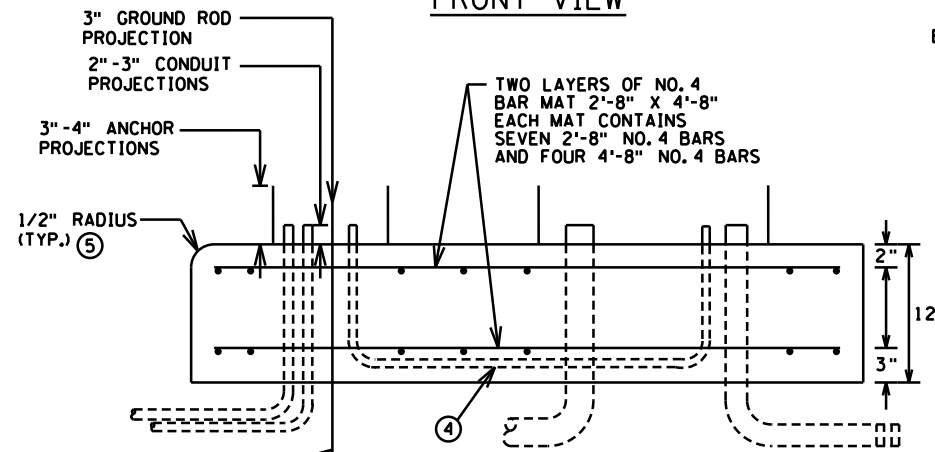 FRONT VIEW
3" GROUND ROD
PROJECTION
2"-3" CONDUIT
PROJECTIONS
3"-4" ANCHOR
PROJECTIONS
1/2" RADIUS
(TYP.) 5
TWO LAYERS OF NO. 4
BAR MAT 2'-8" X 4'-8"
EACH MAT CONTAINS
SEVEN 2'-8" NO. 4 BARS
AND FOUR 4'-8" NO. 4 BARS
2"
12
3"
4